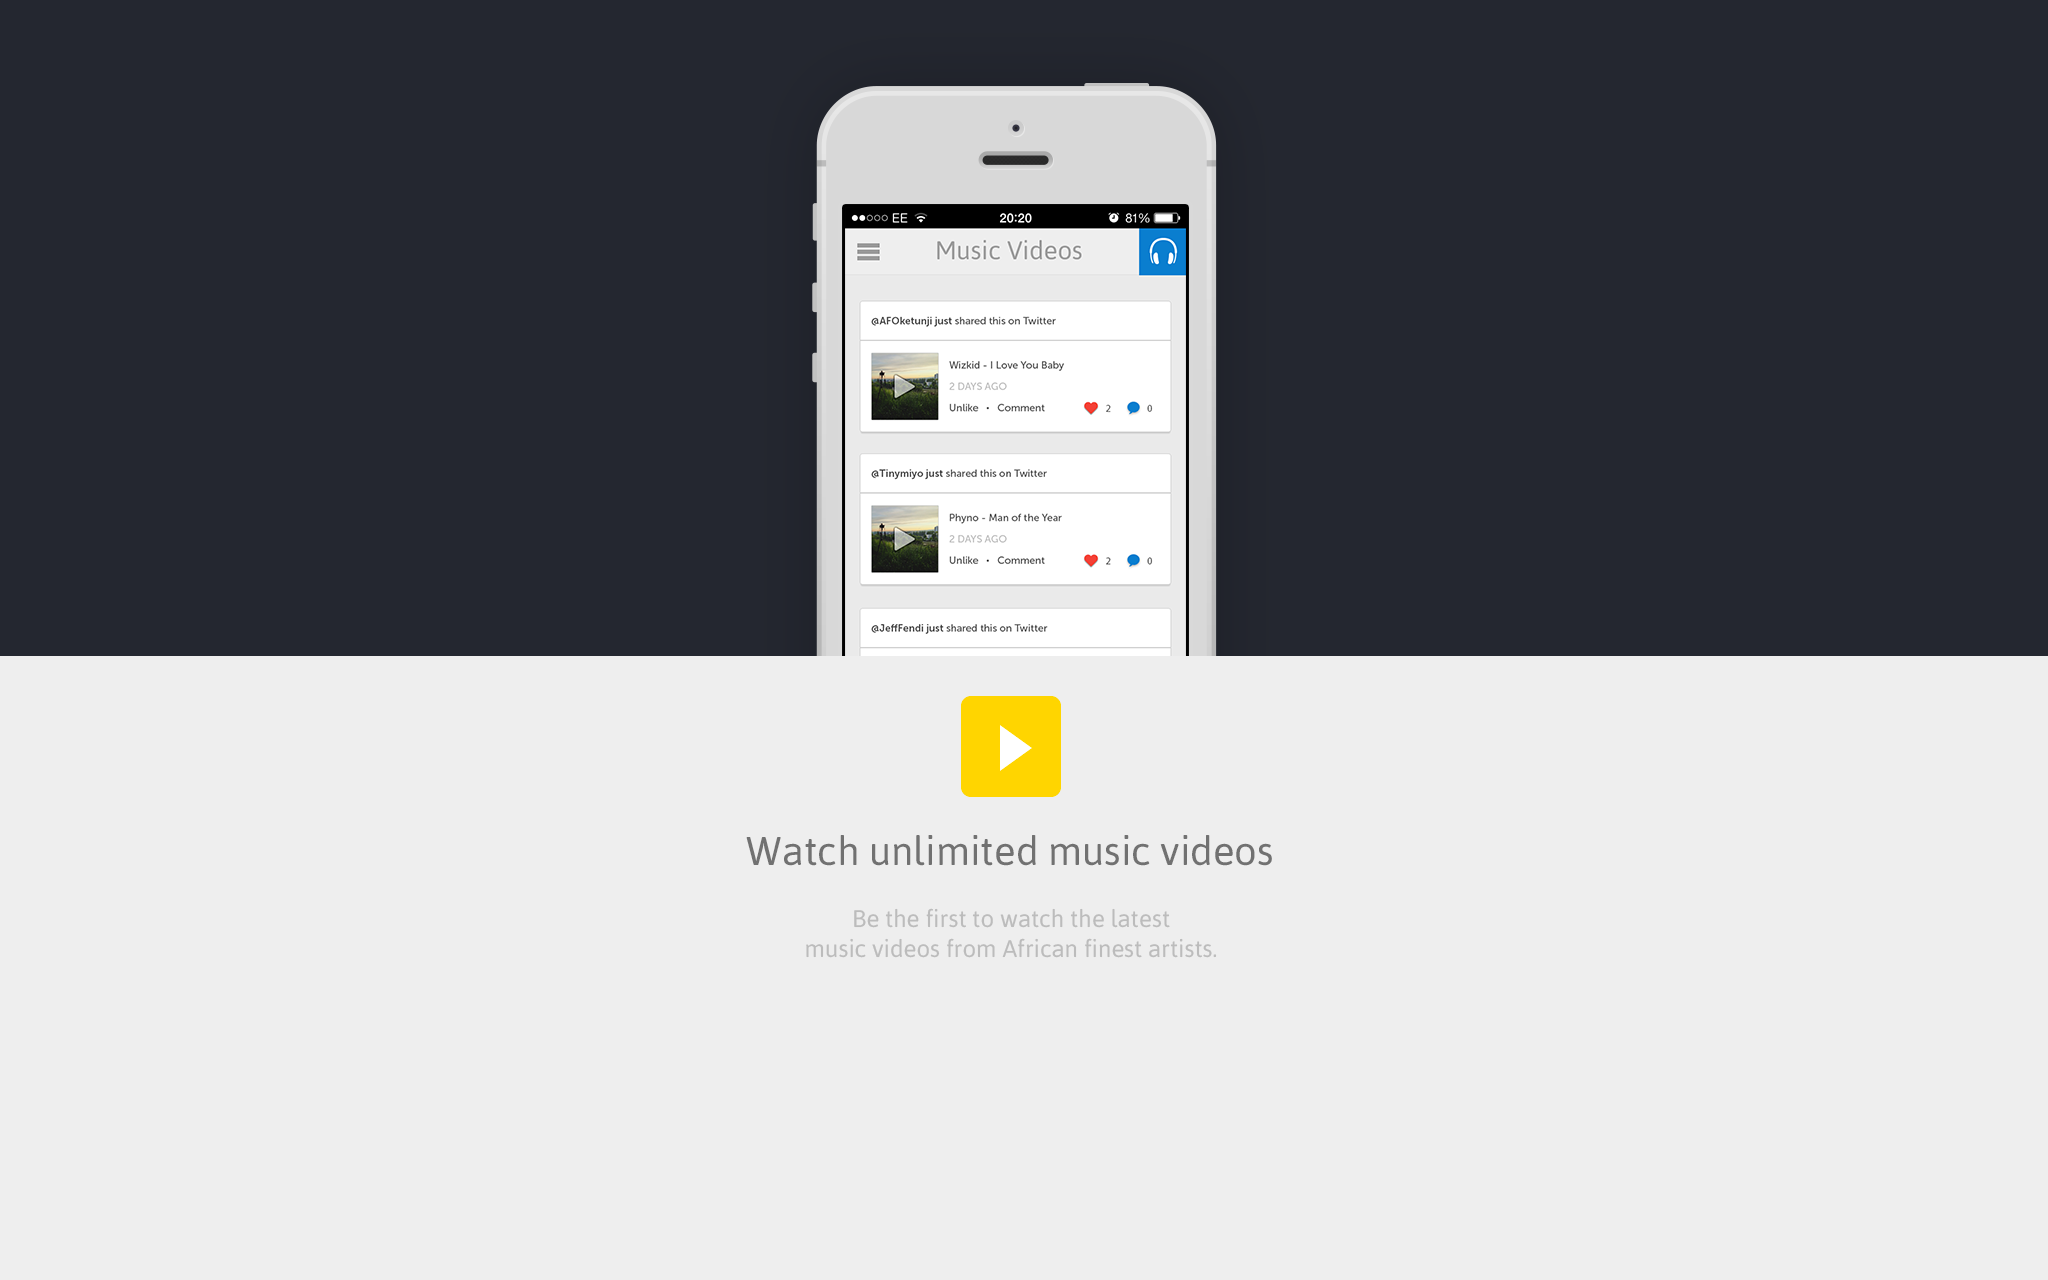 EE 20:20 81%
Music Videos
@AFOketunji just shared this on Twitter
Wizkid - I Love You Baby
2 DAYS AGO
Unlike • Comment 2 0
@Tinymiyo just shared this on Twitter
Phyno - Man of the Year
2 DAYS AGO
Unlike • Comment 2 0
@JeffFendi just shared this on Twitter
Watch unlimited music videos
Be the first to watch the latest
music videos from African finest artists.